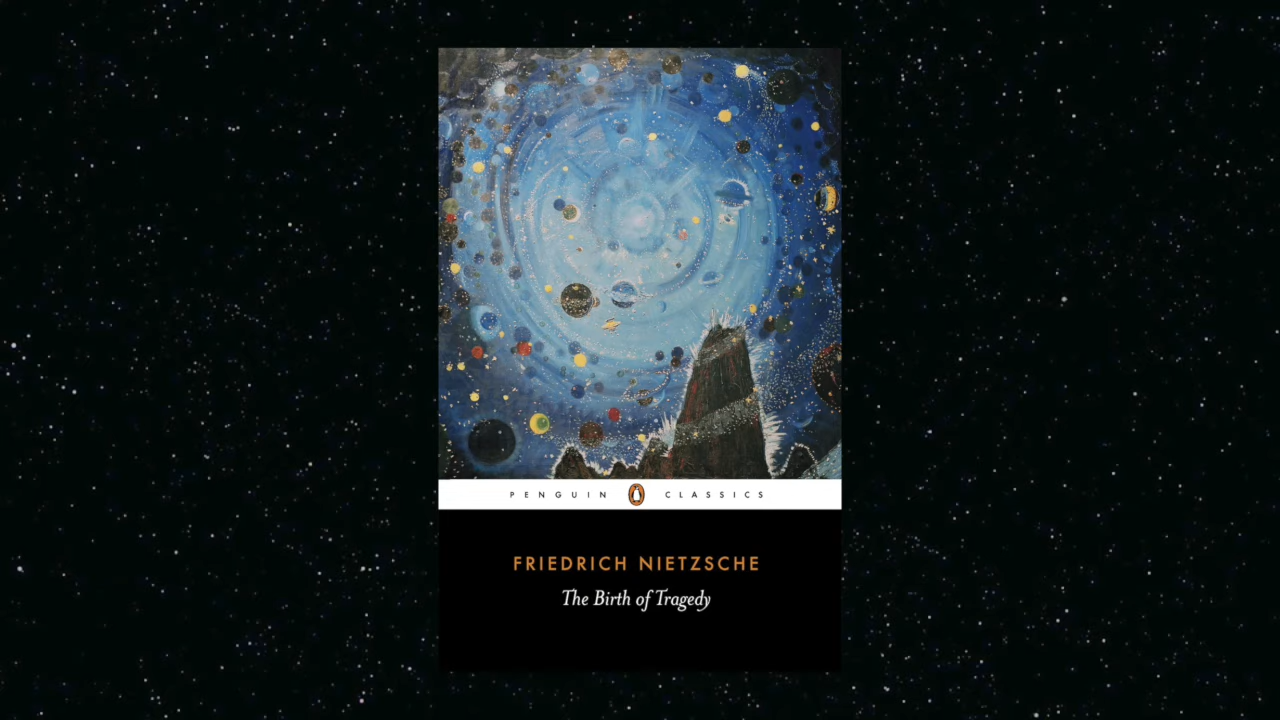 PENGUIN CLASSICS
FRIEDRICH NIETZSCHE
The Birth of Tragedy